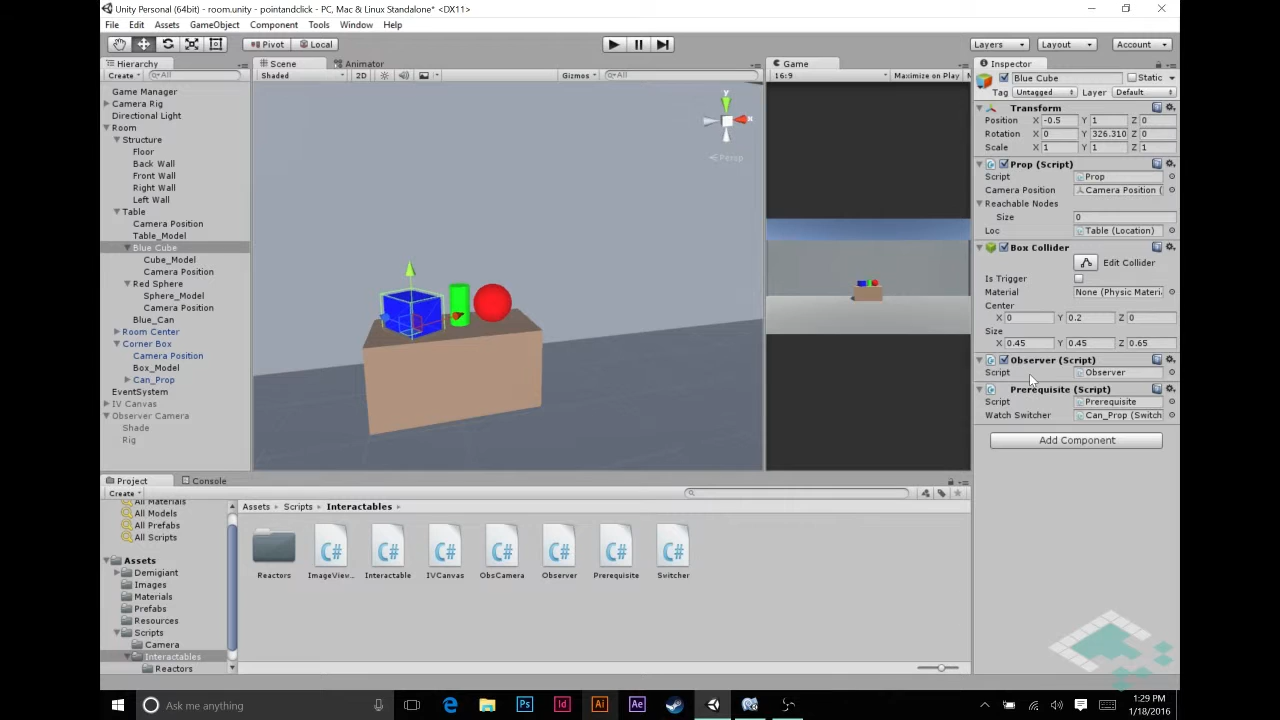 Unity Personal (64bit) - room.unity - pointandclick - PC, Mac & Linux Standalone* <DX11>
File Edit Assets GameObject Component Tools Window Help
Pivot Local Layers Layout Account
Hierarchy
Create All
Game Manager
Camera Rig
Directional Light
Room
Structure
Floor
Back Wall
Front Wall
Right Wall
Left Wall
Table
Camera Position
Table_Model
Blue Cube
Cube_Model
Camera Position
Red Sphere
Sphere_Model
Camera Position
Blue_Can
Room Center
Corner Box
Camera Position
Box_Model
Can_Prop
EventSystem
IV Canvas
Observer Camera
Shade
Rig
Scene Animator
Shaded 2D Gizmos All
y
x
Persp
Game
16:9 Maximize on Play
Inspector
Blue Cube Static
Tag Untagged Layer Default
Transform
Position X -0.5 Y 1 Z 0
Rotation X 0 Y 326.310 Z 0
Scale X 1 Y 1 Z 1
Prop (Script)
Script Prop
Camera Position Camera Position (
Reachable Nodes
Size 0
Loc Table (Location)
Box Collider
Edit Collider
Is Trigger
Material None (Physic Materi
Center
X 0 Y 0.2 Z 0
Size
X 0.45 Y 0.45 Z 0.65
Observer (Script)
Script Observer
Prerequisite (Script)
Script Prerequisite
Watch Switcher Can_Prop (Switch
Add Component
Project Console
Create
All Materials
All Models
All Prefabs
All Scripts
Assets
Demigiant
Images
Materials
Prefabs
Resources
Scripts
Camera
Interactables
Reactors
Assets Scripts Interactables
C# C# C# C# C# C# C#
Reactors ImageView... Interactable IVCanvas ObsCamera Observer Prerequisite Switcher
Ask me anything
Ps Id Ai Ae
1:29 PM
1/18/2016